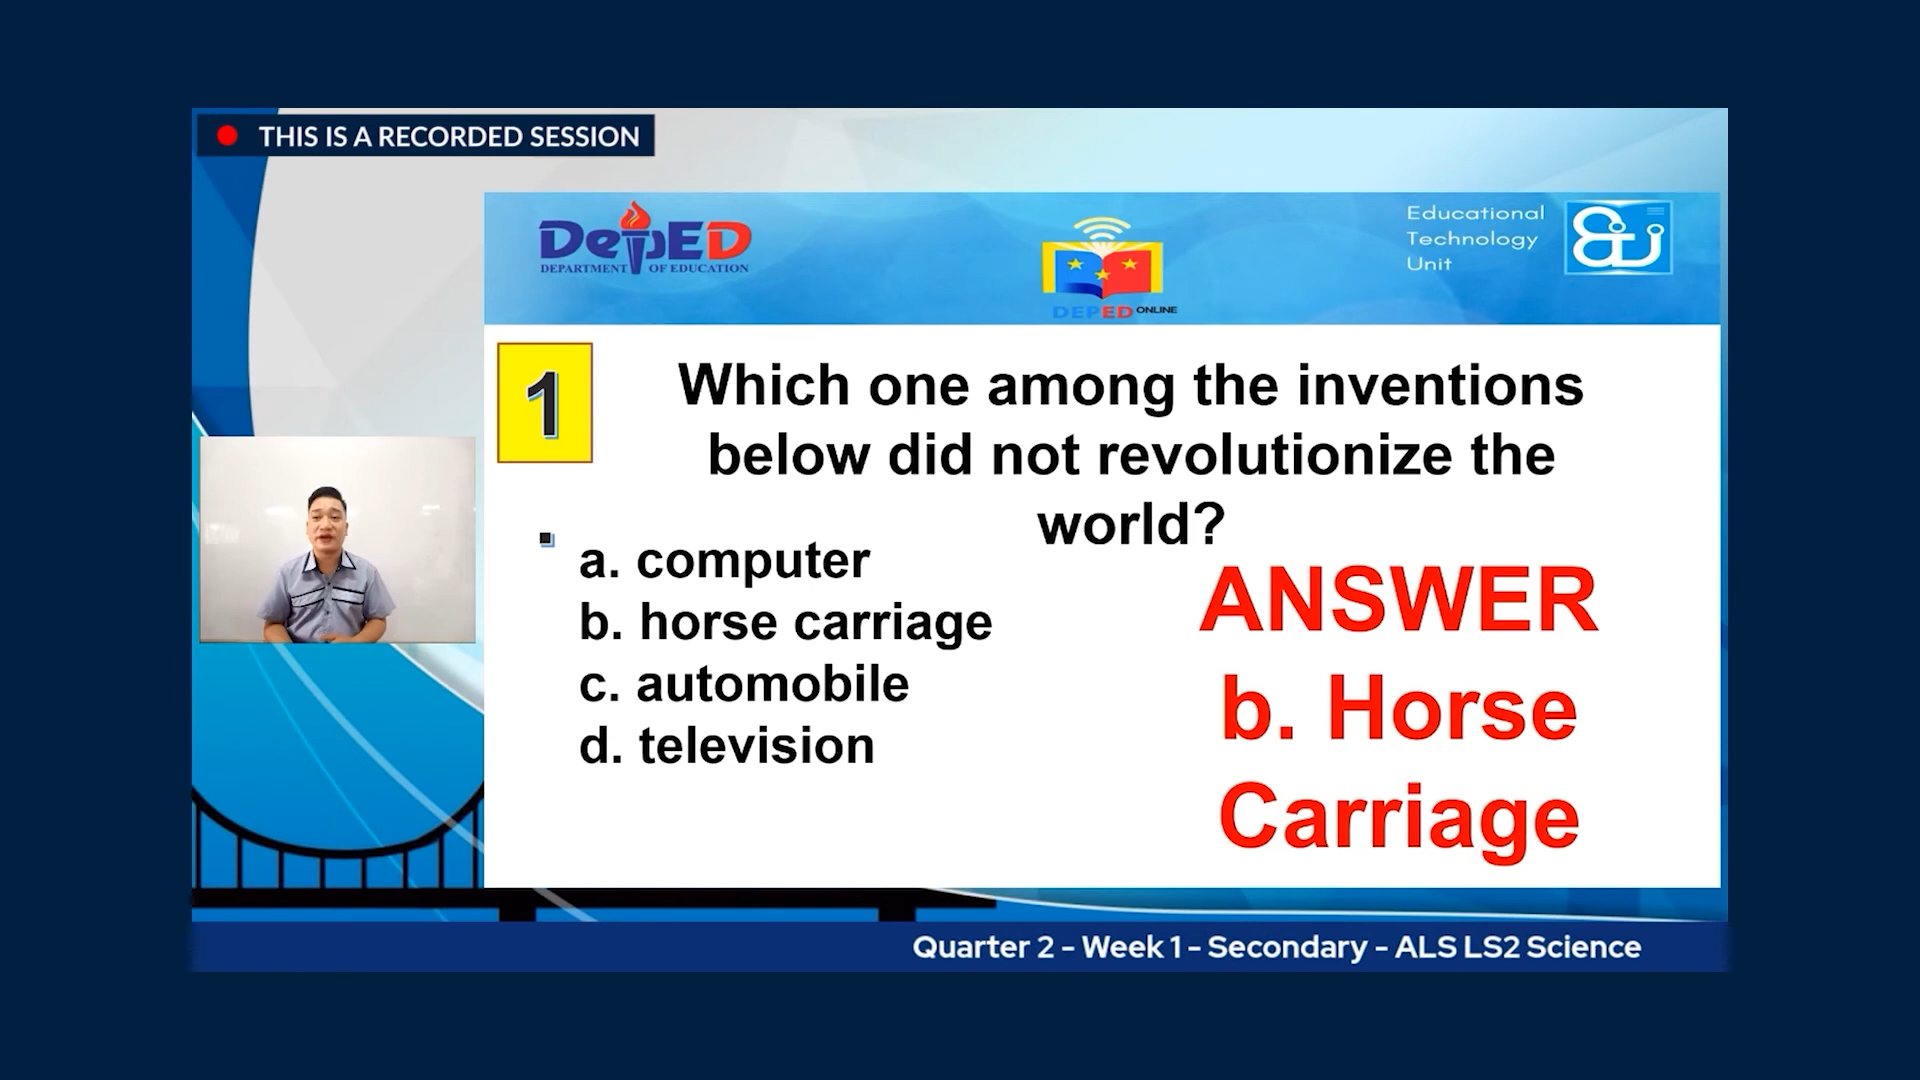 THIS IS A RECORDED SESSION
DepED
DEPARTMENT OF EDUCATION
DEPED ONLINE
Educational
Technology
Unit
1
Which one among the inventions
below did not revolutionize the
world?
a. computer
b. horse carriage
c. automobile
d. television
ANSWER
b. Horse
Carriage
Quarter 2 - Week 1 - Secondary - ALS LS2 Science